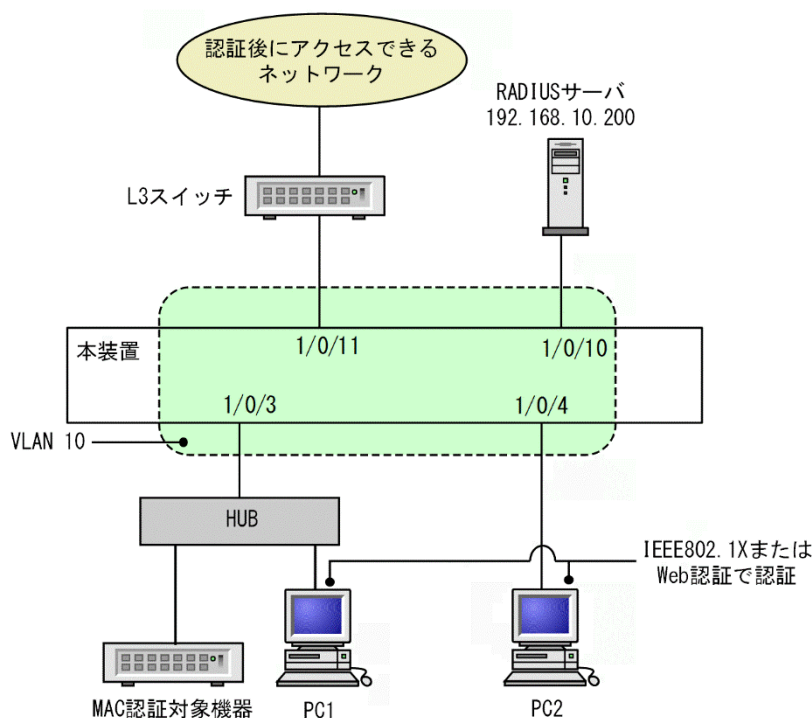 認証後にアクセスできる
ネットワーク
RADIUSサーバ
192.168.10.200
L3スイッチ
本装置
1/0/11
1/0/10
1/0/3
1/0/4
VLAN 10
HUB
IEEE802.1Xまたは
Web認証で認証
MAC認証対象機器
PC1
PC2